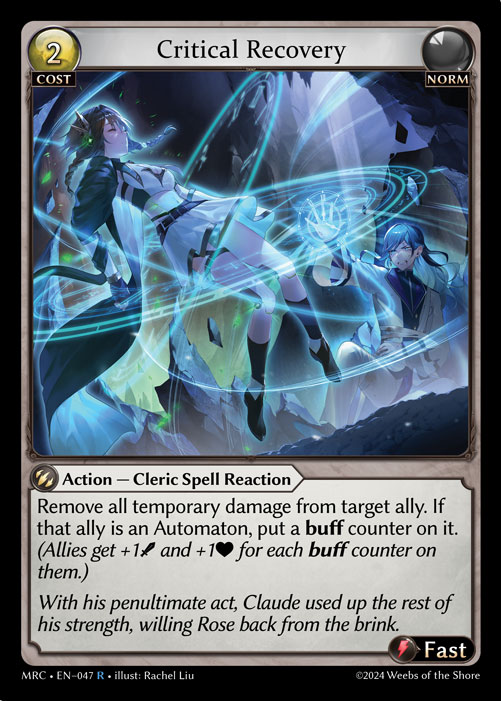 2
Critical Recovery
COST
NORM
Action — Cleric Spell Reaction
Remove all temporary damage from target ally. If
that ally is an Automaton, put a buff counter on it.
(Allies get +1 and +1 for each buff counter on
them.)
With his penultimate act, Claude used up the rest of
his strength, willing Rose back from the brink.
Fast
MRC • EN–047 R • illust: Rachel Liu
©2024 Weebs of the Shore